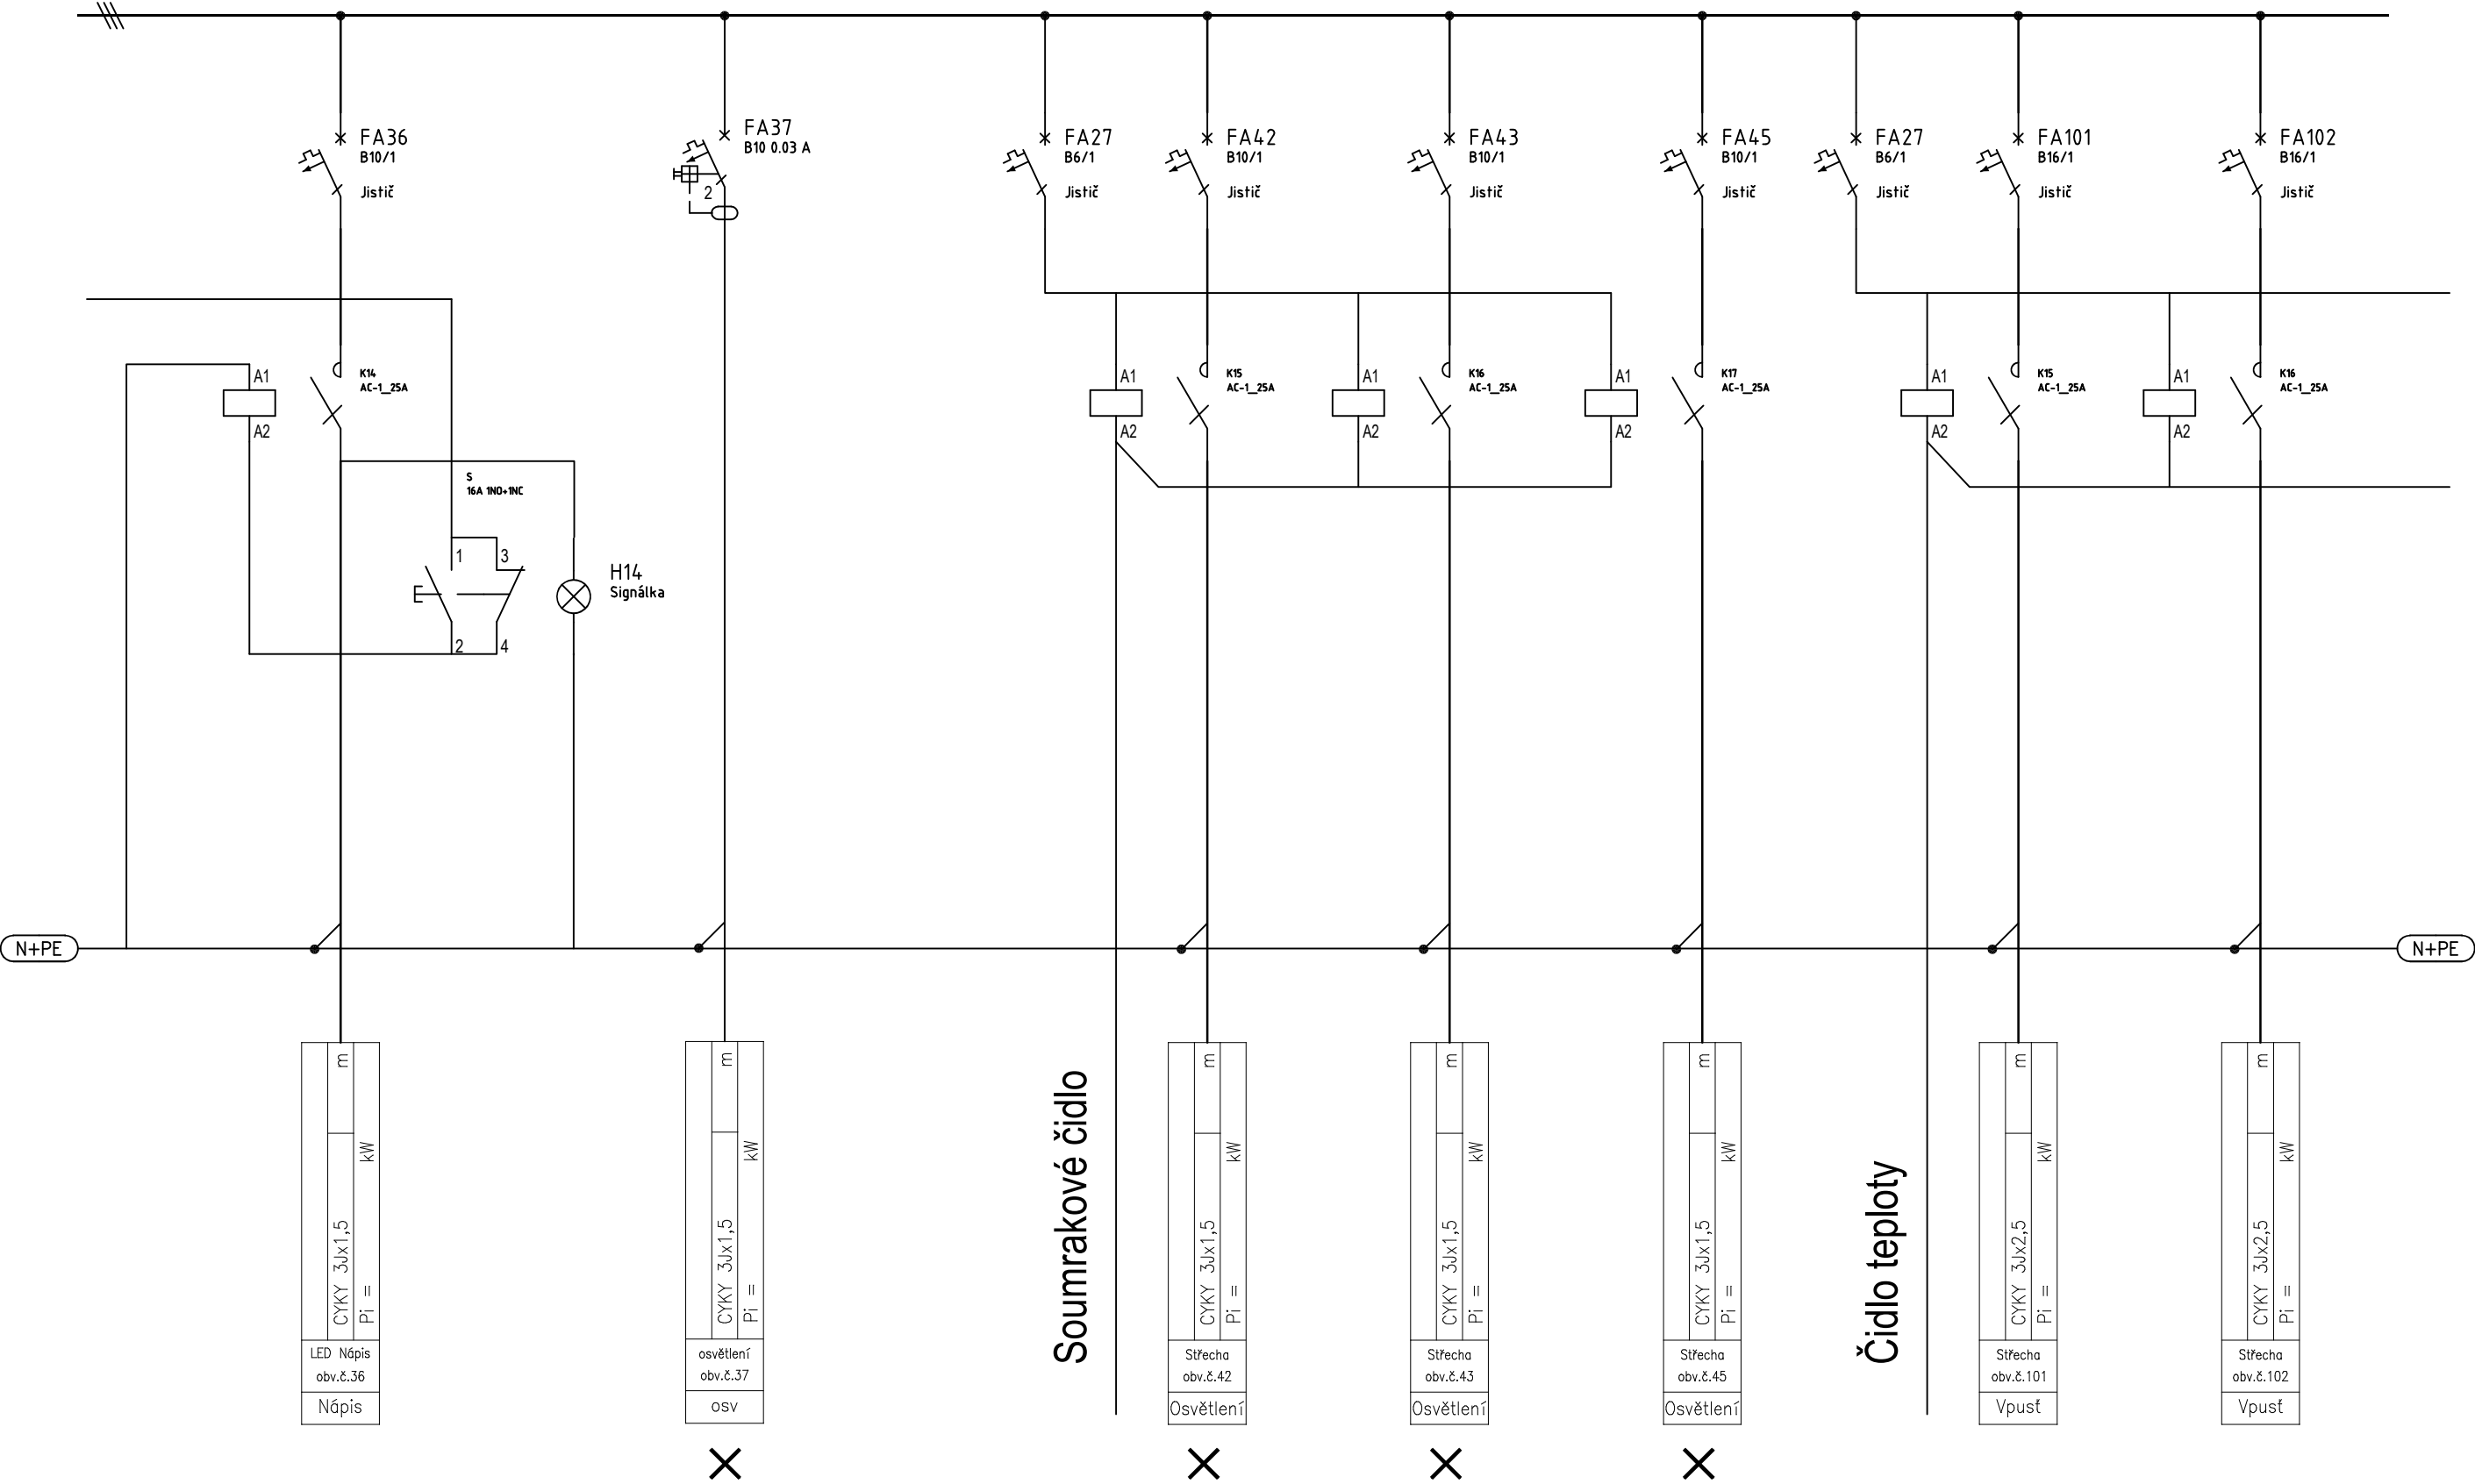 FA36
B10/1
Jistič
FA37
B10 0.03 A
2
FA27
B6/1
Jistič
FA42
B10/1
Jistič
FA43
B10/1
Jistič
FA45
B10/1
Jistič
FA27
B6/1
Jistič
FA101
B16/1
Jistič
FA102
B16/1
Jistič
A1
A2
K14
AC-1_25A
A1
A2
K15
AC-1_25A
A1
A2
K16
AC-1_25A
A1
A2
K17
AC-1_25A
A1
A2
K15
AC-1_25A
A1
A2
K16
AC-1_25A
S
16A 1NO+1NC
1
3
2
4
H14
Signálka
N+PE
N+PE
m
CYKY 3Jx1,5
Pi = kW
LED Nápis
obv.č.36
Nápis
m
CYKY 3Jx1,5
Pi = kW
osvětlení
obv.č.37
osv
Soumrakové čidlo
m
CYKY 3Jx1,5
Pi = kW
Střecha
obv.č.42
Osvětlení
m
CYKY 3Jx1,5
Pi = kW
Střecha
obv.č.43
Osvětlení
m
CYKY 3Jx1,5
Pi = kW
Střecha
obv.č.45
Osvětlení
Čidlo teploty
m
CYKY 3Jx2,5
Pi = kW
Střecha
obv.č.101
Vpusť
m
CYKY 3Jx2,5
Pi = kW
Střecha
obv.č.102
Vpusť